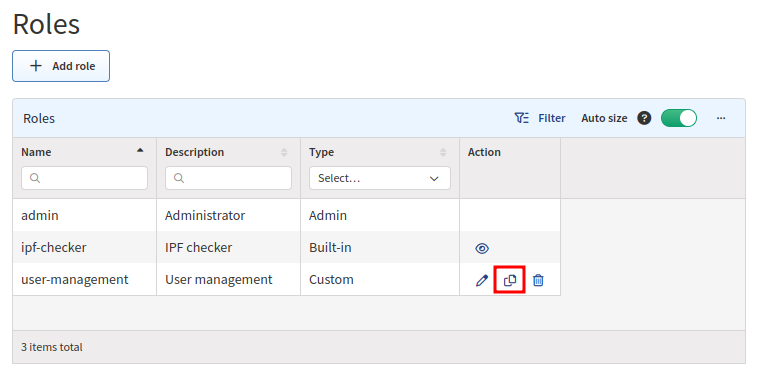 Roles
Add role
Roles Filter Auto size ? ...
Name Description Type Action
Select...
admin Administrator Admin
ipf-checker IPF checker Built-in
user-management User management Custom
3 items total